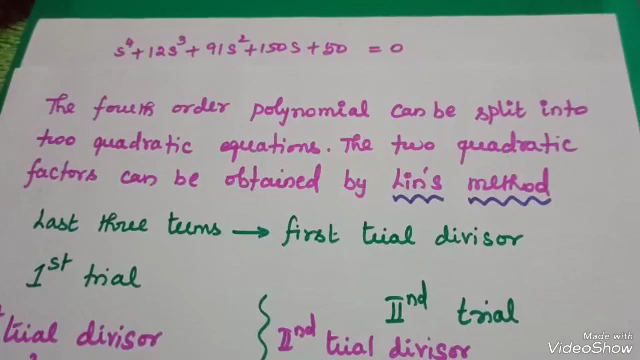 s⁴+12s³+91s²+150s+50 = 0
The fourth order polynomial can be split into
two quadratic equations. The two quadratic
factors can be obtained by Lin's method
Last three terms → first trial divisor
1st trial
IInd trial
trial divisor
IInd trial divisor
Made with
VideoShow